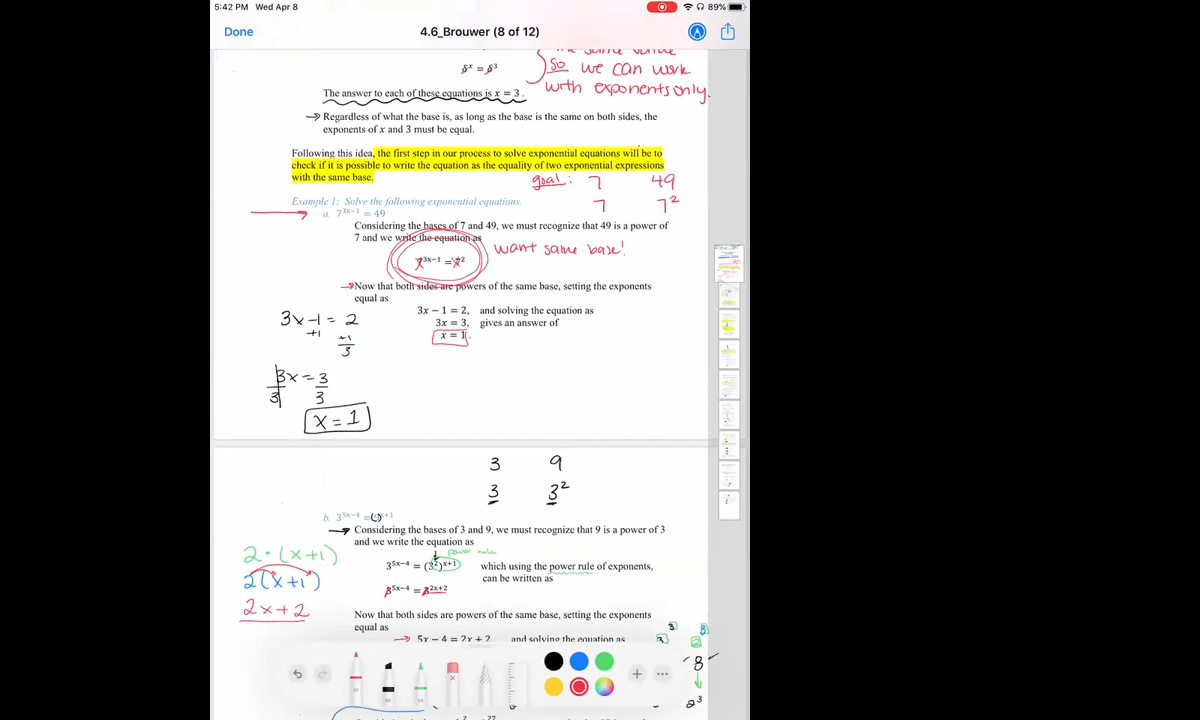 5:42 PM Wed Apr 8
89%
Done
4.6_Brouwer (8 of 12)
5ˣ = 5³
So we can work
with exponents only.
The answer to each of these equations is x = 3 .
→ Regardless of what the base is, as long as the base is the same on both sides, the
exponents of x and 3 must be equal.
Following this idea, the first step in our process to solve exponential equations will be to
check if it is possible to write the equation as the equality of two exponential expressions
with the same base.
goal: 7 49
7 7²
Example 1: Solve the following exponential equations.
a. 7³ˣ⁻¹ = 49
Considering the bases of 7 and 49, we must recognize that 49 is a power of
7 and we write the equation as
want same base!
7³ˣ⁻¹ = 7²
→ Now that both sides are powers of the same base, setting the exponents
equal as
3x − 1 = 2, and solving the equation as
3x = 3, gives an answer of
x = 1.
3x − 1 = 2
+1 +1
3
3x = 3
3 3
x = 1
3 9
3 3²
b. 3⁵ˣ⁻⁴ = 9ˣ⁺¹
→ Considering the bases of 3 and 9, we must recognize that 9 is a power of 3
and we write the equation as
power rule
3⁵ˣ⁻⁴ = (3²)ˣ⁺¹ which using the power rule of exponents,
can be written as
3⁵ˣ⁻⁴ = 3²ˣ⁺²
2 · (x+1)
2(x+1)
2x+2
Now that both sides are powers of the same base, setting the exponents
equal as
→ 5x − 4 = 2x + 2 and solving the equation as
8
2³